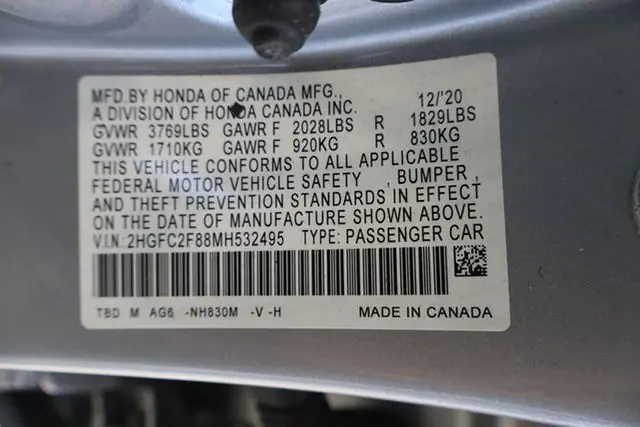 MFD.BY HONDA OF CANADA MFG., 12/'20
A DIVISION OF HONDA CANADA INC.
GVWR 3769LBS GAWR F 2028LBS R 1829LBS
GVWR 1710KG GAWR F 920KG R 830KG
THIS VEHICLE CONFORMS TO ALL APPLICABLE
FEDERAL MOTOR VEHICLE SAFETY , BUMPER ,
AND THEFT PREVENTION STANDARDS IN EFFECT
ON THE DATE OF MANUFACTURE SHOWN ABOVE.
V.I.N:2HGFC2F88MH532495 TYPE: PASSENGER CAR
TBD M AG6 -NH830M -V -H MADE IN CANADA